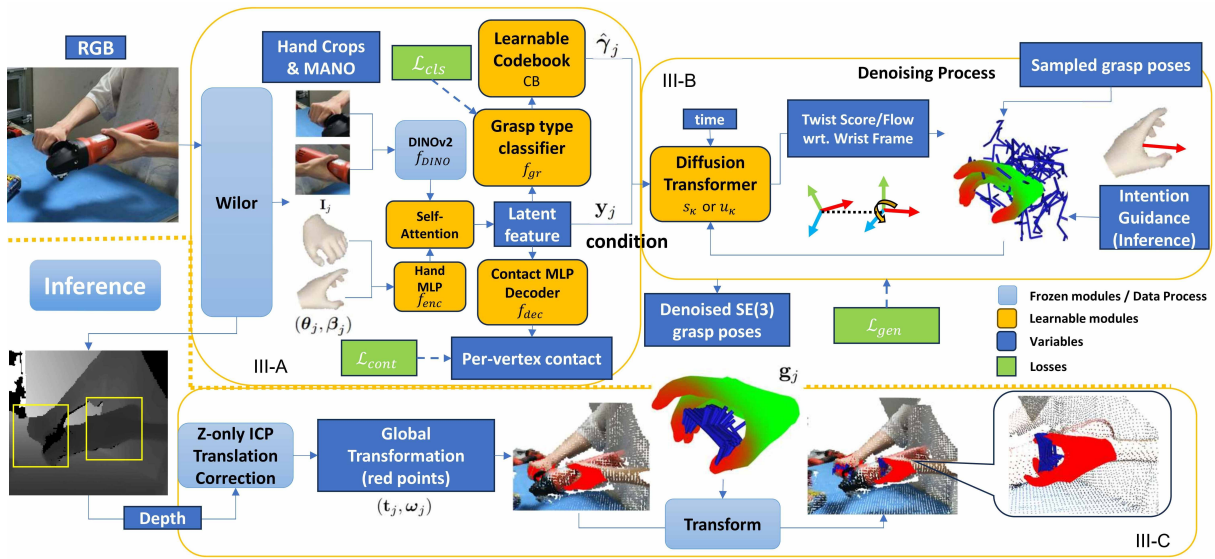 RGB
Hand Crops
& MANO
Wilor
I_j
(θ_j, β_j)
ℒ_cls
Learnable
Codebook
CB
γ̂_j
Grasp type
classifier
f_gr
DINOv2
f_DINO
Self-
Attention
Latent
feature
y_j
condition
Hand
MLP
f_enc
Contact MLP
Decoder
f_dec
ℒ_cont
Per-vertex contact
III-A
III-B
Denoising Process
Sampled grasp poses
time
Diffusion
Transformer
s_κ or u_κ
Twist Score/Flow
wrt. Wrist Frame
Intention
Guidance
(Inference)
Denoised SE(3)
grasp poses
ℒ_gen
Frozen modules / Data Process
Learnable modules
Variables
Losses
Inference
Depth
Z-only ICP
Translation
Correction
Global
Transformation
(red points)
(t_j, ω_j)
g_j
Transform
III-C